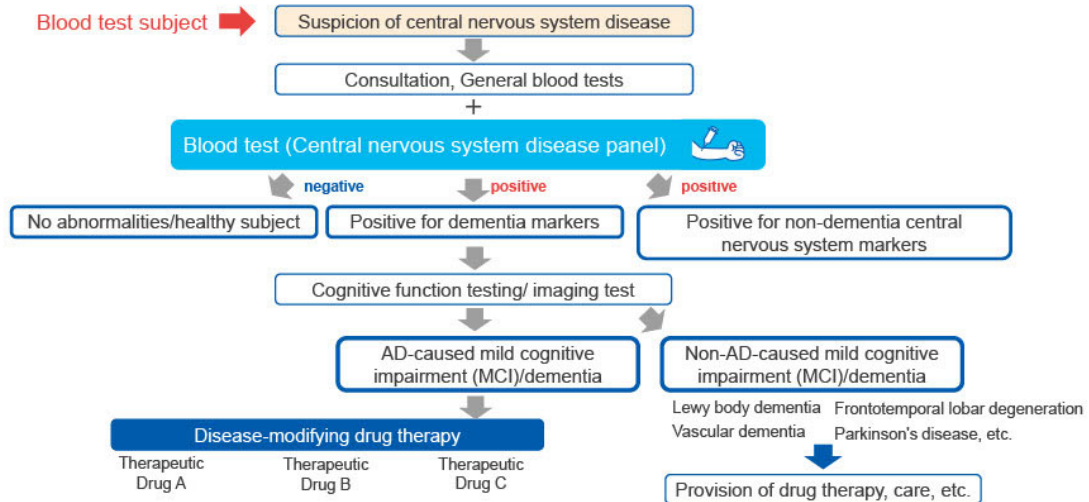 Blood test subject
Suspicion of central nervous system disease
Consultation, General blood tests
+
Blood test (Central nervous system disease panel)
negative
positive
positive
No abnormalities/healthy subject
Positive for dementia markers
Positive for non-dementia central
nervous system markers
Cognitive function testing/ imaging test
AD-caused mild cognitive
impairment (MCI)/dementia
Non-AD-caused mild cognitive
impairment (MCI)/dementia
Lewy body dementia
Frontotemporal lobar degeneration
Vascular dementia
Parkinson's disease, etc.
Disease-modifying drug therapy
Therapeutic
Drug A
Therapeutic
Drug B
Therapeutic
Drug C
Provision of drug therapy, care, etc.